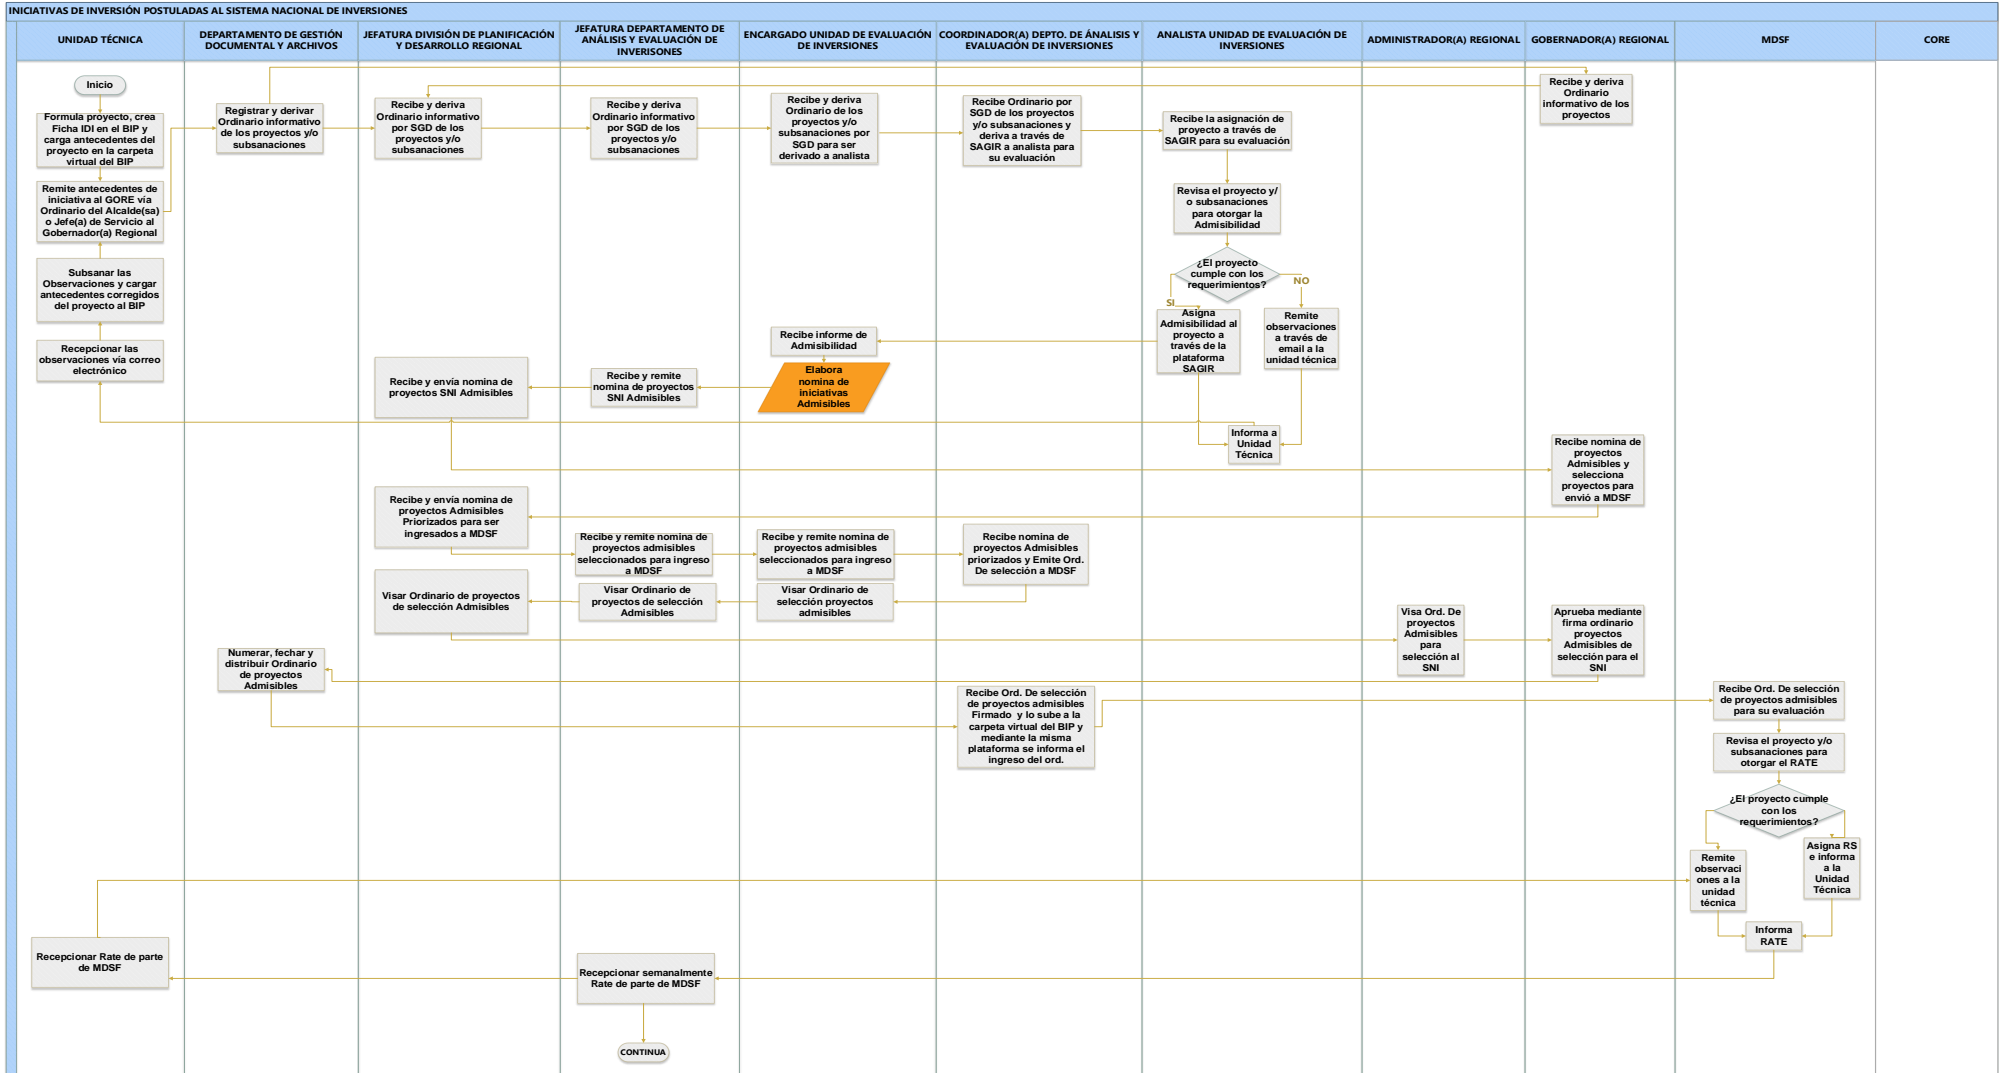 INICIATIVAS DE INVERSIÓN POSTULADAS AL SISTEMA NACIONAL DE INVERSIONES
UNIDAD TÉCNICA
DEPARTAMENTO DE GESTIÓN
DOCUMENTAL Y ARCHIVOS
JEFATURA DIVISIÓN DE PLANIFICACIÓN
Y DESARROLLO REGIONAL
JEFATURA DEPARTAMENTO DE
ANÁLISIS Y EVALUACIÓN DE
INVERISONES
ENCARGADO UNIDAD DE EVALUACIÓN
DE INVERSIONES
COORDINADOR(A) DEPTO. DE ÁNALISIS Y
EVALUACIÓN DE INVERSIONES
ANALISTA UNIDAD DE EVALUACIÓN DE
INVERSIONES
ADMINISTRADOR(A) REGIONAL
GOBERNADOR(A) REGIONAL
MDSF
CORE
Inicio
Formula proyecto, crea
Ficha IDI en el BIP y
carga antecedentes del
proyecto en la carpeta
virtual del BIP
Registrar y derivar
Ordinario informativo
de los proyectos y/o
subsanaciones
Recibe y deriva
Ordinario informativo
por SGD de los
proyectos y/o
subsanaciones
Recibe y deriva
Ordinario informativo
por SGD de los
proyectos y/o
subsanaciones
Recibe y deriva
Ordinario de los
proyectos y/o
subsanaciones por
SGD para ser
derivado a analista
Recibe Ordinario por
SGD de los proyectos
y/o subsanaciones y
deriva a través de
SAGIR a analista para
su evaluación
Recibe la asignación de
proyecto a través de
SAGIR para su evaluación
Recibe y deriva
Ordinario
informativo de los
proyectos
Remite antecedentes de
iniciativa al GORE vía
Ordinario del Alcalde(sa)
o Jefe(a) de Servicio al
Gobernador(a) Regional
Revisa el proyecto y/
o subsanaciones
para otorgar la
Admisibilidad
Subsanar las
Observaciones y cargar
antecedentes corregidos
del proyecto al BIP
¿El proyecto
cumple con los
requerimientos?
NO
SI
Recepcionar las
observaciones vía correo
electrónico
Recibe informe de
Admisibilidad
Asigna
Admisibilidad al
proyecto a
través de la
plataforma
SAGIR
Remite
observaciones
a través de
email a la
unidad técnica
Recibe y envía nomina de
proyectos SNI Admisibles
Recibe y remite
nomina de proyectos
SNI Admisibles
Elabora
nomina de
iniciativas
Admisibles
Informa a
Unidad
Técnica
Recibe nomina de
proyectos
Admisibles y
selecciona
proyectos para
envió a MDSF
Recibe y envía nomina de
proyectos Admisibles
Priorizados para ser
ingresados a MDSF
Recibe y remite nomina de
proyectos admisibles
seleccionados para ingreso
a MDSF
Recibe y remite nomina de
proyectos admisibles
seleccionados para ingreso
a MDSF
Recibe nomina de
proyectos Admisibles
priorizados y Emite Ord.
De selección a MDSF
Visar Ordinario de proyectos
de selección Admisibles
Visar Ordinario de
proyectos de selección
Admisibles
Visar Ordinario de
selección proyectos
admisibles
Visa Ord. De
proyectos
Admisibles
para
selección al
SNI
Aprueba mediante
firma ordinario
proyectos
Admisibles de
selección para el
SNI
Numerar, fechar y
distribuir Ordinario
de proyectos
Admisibles
Recibe Ord. De selección
de proyectos admisibles
Firmado y lo sube a la
carpeta virtual del BIP y
mediante la misma
plataforma se informa el
ingreso del ord.
Recibe Ord. De selección
de proyectos admisibles
para su evaluación
Revisa el proyecto y/o
subsanaciones para
otorgar el RATE
¿El proyecto cumple
con los
requerimientos?
Remite
observaci
ones a la
unidad
técnica
Asigna RS
e informa
a la
Unidad
Técnica
Informa
RATE
Recepcionar Rate de parte
de MDSF
Recepcionar semanalmente
Rate de parte de MDSF
CONTINUA